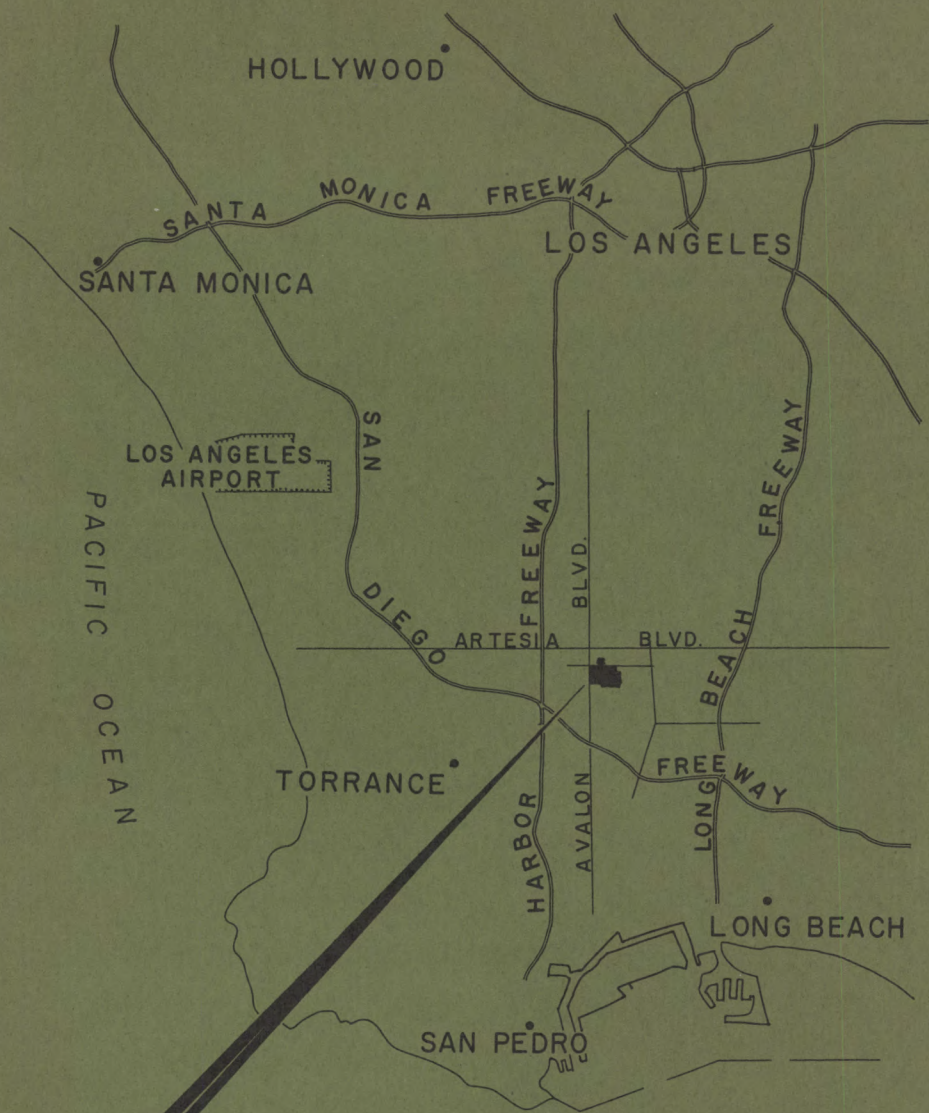 HOLLYWOOD
SANTA MONICA FREEWAY
LOS ANGELES
SANTA MONICA
LOS ANGELES
AIRPORT
PACIFIC OCEAN
SAN DIEGO FREEWAY
HARBOR FREEWAY
AVALON BLVD.
LONG BEACH FREEWAY
ARTESIA BLVD.
TORRANCE
LONG BEACH
SAN PEDRO